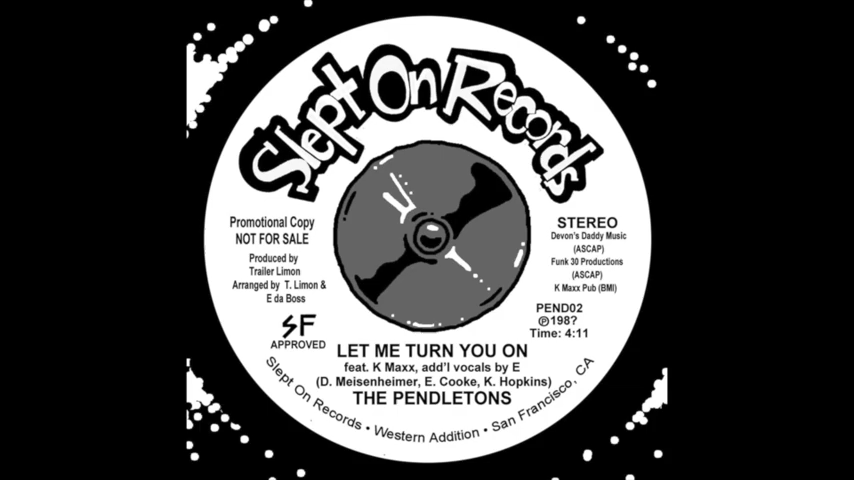 Slept On Records
Promotional Copy
NOT FOR SALE
Produced by
Trailer Limon
Arranged by T. Limon &
E da Boss
SF
APPROVED
STEREO
Devon's Daddy Music
(ASCAP)
Funk 30 Productions
(ASCAP)
K Maxx Pub (BMI)
PEND02
℗198?
Time: 4:11
LET ME TURN YOU ON
feat. K Maxx, add'l vocals by E
(D. Meisenheimer, E. Cooke, K. Hopkins)
THE PENDLETONS
Slept On Records • Western Addition • San Francisco, CA